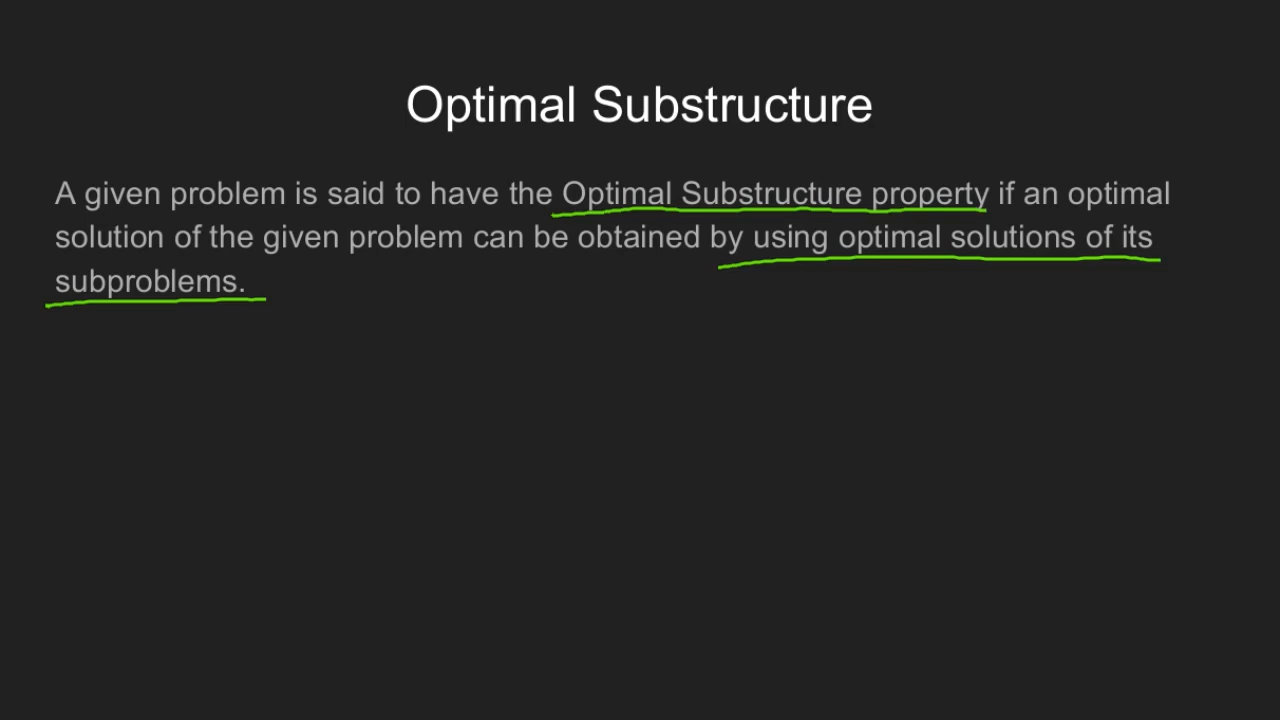 Optimal Substructure
A given problem is said to have the Optimal Substructure property if an optimal
solution of the given problem can be obtained by using optimal solutions of its
subproblems.